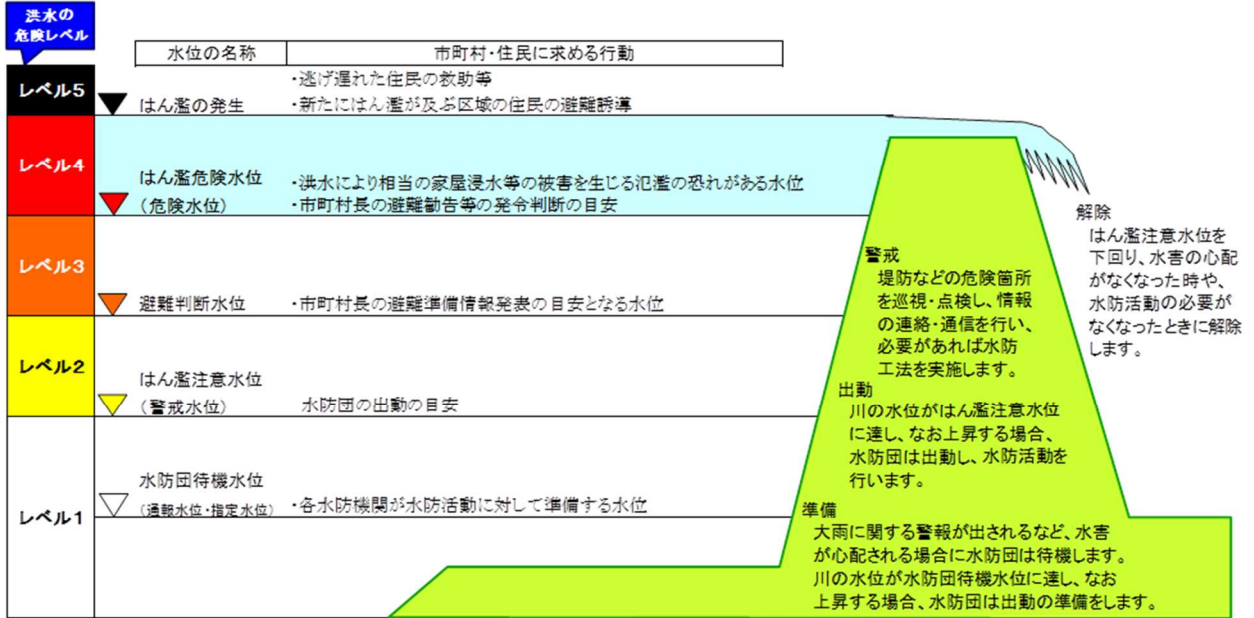 洪水の
危険レベル
水位の名称
市町村・住民に求める行動
レベル5
はん濫の発生
・逃げ遅れた住民の救助等
・新たにはん濫が及ぶ区域の住民の避難誘導
レベル4
はん濫危険水位
(危険水位)
・洪水により相当の家屋浸水等の被害を生じる氾濫の恐れがある水位
・市町村長の避難勧告等の発令判断の目安
レベル3
避難判断水位
・市町村長の避難準備情報発表の目安となる水位
レベル2
はん濫注意水位
(警戒水位)
水防団の出動の目安
レベル1
水防団待機水位
(通報水位・指定水位)
・各水防機関が水防活動に対して準備する水位
警戒
堤防などの危険箇所
を巡視・点検し、情報
の連絡・通信を行い、
必要があれば水防
工法を実施します。
出動
川の水位がはん濫注意水位
に達し、なお上昇する場合、
水防団は出動し、水防活動を
行います。
準備
大雨に関する警報が出されるなど、水害
が心配される場合に水防団は待機します。
川の水位が水防団待機水位に達し、なお
上昇する場合、水防団は出動の準備をします。
解除
はん濫注意水位を
下回り、水害の心配
がなくなった時や、
水防活動の必要が
なくなったときに解除
します。